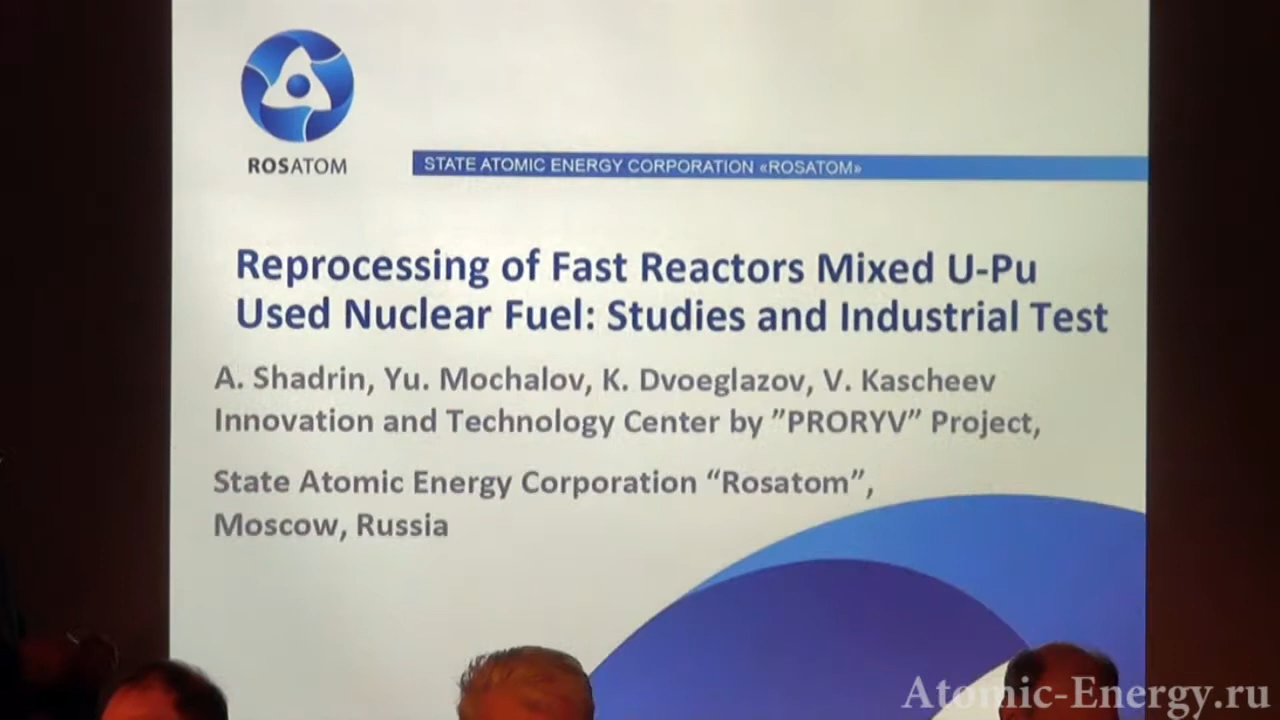 ROSATOM
STATE ATOMIC ENERGY CORPORATION «ROSATOM»
Reprocessing of Fast Reactors Mixed U-Pu
Used Nuclear Fuel: Studies and Industrial Test
A. Shadrin, Yu. Mochalov, K. Dvoeglazov, V. Kascheev
Innovation and Technology Center by ”PRORYV” Project,
State Atomic Energy Corporation “Rosatom”,
Moscow, Russia
Atomic-Energy.ru